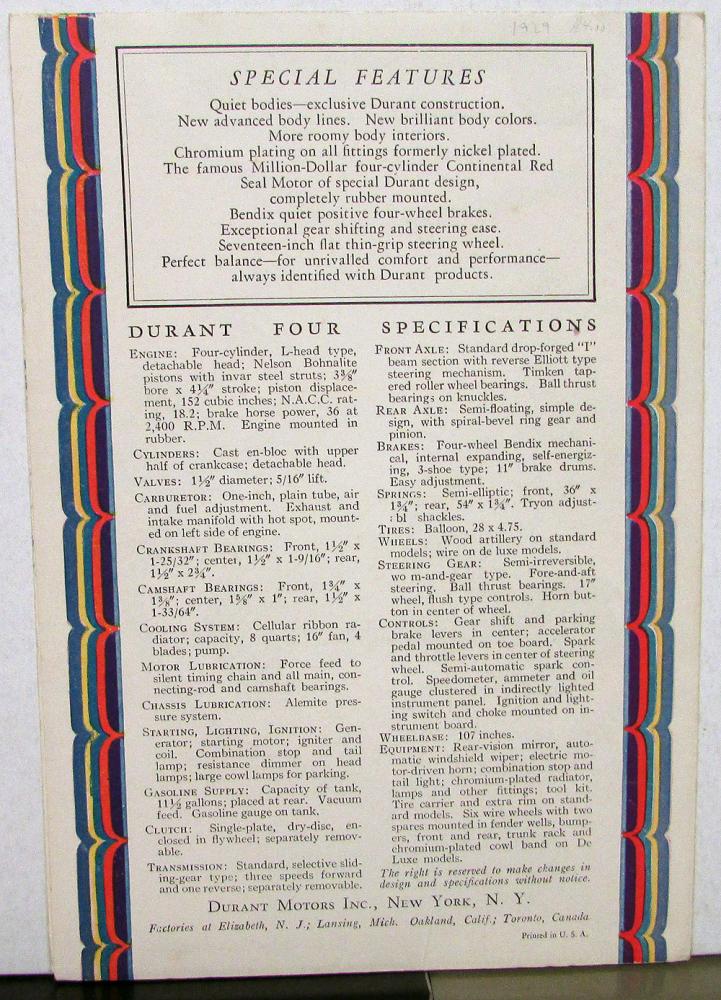 1929
SPECIAL FEATURES
Quiet bodies—exclusive Durant construction.
New advanced body lines. New brilliant body colors.
More roomy body interiors.
Chromium plating on all fittings formerly nickel plated.
The famous Million-Dollar four-cylinder Continental Red
Seal Motor of special Durant design,
completely rubber mounted.
Bendix quiet positive four-wheel brakes.
Exceptional gear shifting and steering ease.
Seventeen-inch flat thin-grip steering wheel.
Perfect balance—for unrivalled comfort and performance—
always identified with Durant products.
DURANT FOUR SPECIFICATIONS
ENGINE: Four-cylinder, L-head type,
detachable head; Nelson Bohnalite
pistons with invar steel struts; 3⅜"
bore x 4¼" stroke; piston displace-
ment, 152 cubic inches; N.A.C.C. rat-
ing, 18.2; brake horse power, 36 at
2,400 R.P.M. Engine mounted in
rubber.
CYLINDERS: Cast en-bloc with upper
half of crankcase; detachable head.
VALVES: 1½" diameter; 5/16" lift.
CARBURETOR: One-inch, plain tube, air
and fuel adjustment. Exhaust and
intake manifold with hot spot, mount-
ed on left side of engine.
CRANKSHAFT BEARINGS: Front, 1½" x
1-25/32"; center, 1½" x 1-9/16"; rear,
1½" x 2¾".
CAMSHAFT BEARINGS: Front, 1¾" x
1⅜"; center, 1⅝" x 1"; rear, 1½" x
1-33/64".
COOLING SYSTEM: Cellular ribbon ra-
diator; capacity, 8 quarts; 16" fan, 4
blades; pump.
MOTOR LUBRICATION: Force feed to
silent timing chain and all main, con-
necting-rod and camshaft bearings.
CHASSIS LUBRICATION: Alemite pres-
sure system.
STARTING, LIGHTING, IGNITION: Gen-
erator; starting motor; igniter and
coil. Combination stop and tail
lamp; resistance dimmer on head
lamps; large cowl lamps for parking.
GASOLINE SUPPLY: Capacity of tank,
11½ gallons; placed at rear. Vacuum
feed. Gasoline gauge on tank.
CLUTCH: Single-plate, dry-disc, en-
closed in flywheel; separately remov-
able.
TRANSMISSION: Standard, selective slid-
ing-gear type; three speeds forward
and one reverse; separately removable.
FRONT AXLE: Standard drop-forged "I"
beam section with reverse Elliott type
steering mechanism. Timken tap-
ered roller wheel bearings. Ball thrust
bearings on knuckles.
REAR AXLE: Semi-floating, simple de-
sign, with spiral-bevel ring gear and
pinion.
BRAKES: Four-wheel Bendix mechani-
cal, internal expanding, self-energiz-
ing, 3-shoe type; 11" brake drums.
Easy adjustment.
SPRINGS: Semi-elliptic; front, 36" x
1¾"; rear, 54" x 1¾". Tryon adjust-
bl shackles.
TIRES: Balloon, 28 x 4.75.
WHEELS: Wood artillery on standard
models; wire on de luxe models.
STEERING GEAR: Semi-irreversible,
wo m-and-gear type. Fore-and-aft
steering. Ball thrust bearings. 17"
wheel, flush type controls. Horn but-
ton in center of wheel.
CONTROLS: Gear shift and parking
brake levers in center; accelerator
pedal mounted on toe board. Spark
and throttle levers in center of steering
wheel. Semi-automatic spark con-
trol. Speedometer, ammeter and oil
gauge clustered in indirectly lighted
instrument panel. Ignition and light-
ing switch and choke mounted on in-
strument board.
WHEELBASE: 107 inches.
EQUIPMENT: Rear-vision mirror, auto-
matic windshield wiper; electric mo-
tor-driven horn; combination stop and
tail light; chromium-plated radiator,
lamps and other fittings; tool kit.
Tire carrier and extra rim on stand-
ard models. Six wire wheels with two
spares mounted in fender wells, bump-
ers, front and rear, trunk rack and
chromium-plated cowl band on De
Luxe models.
The right is reserved to make changes in
design and specifications without notice.
DURANT MOTORS INC., NEW YORK, N. Y.
Factories at Elizabeth, N. J.; Lansing, Mich. Oakland, Calif.; Toronto, Canada
Printed in U. S. A.